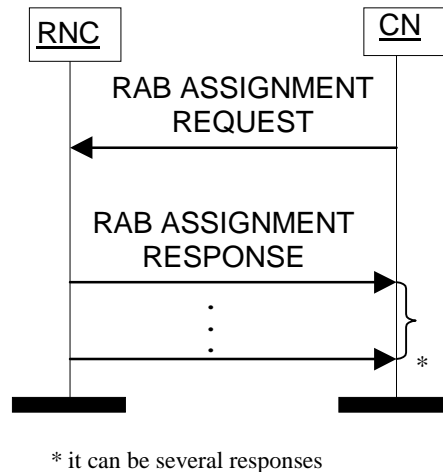 RNC
CN
RAB ASSIGNMENT
REQUEST
RAB ASSIGNMENT
RESPONSE
*
* it can be several responses